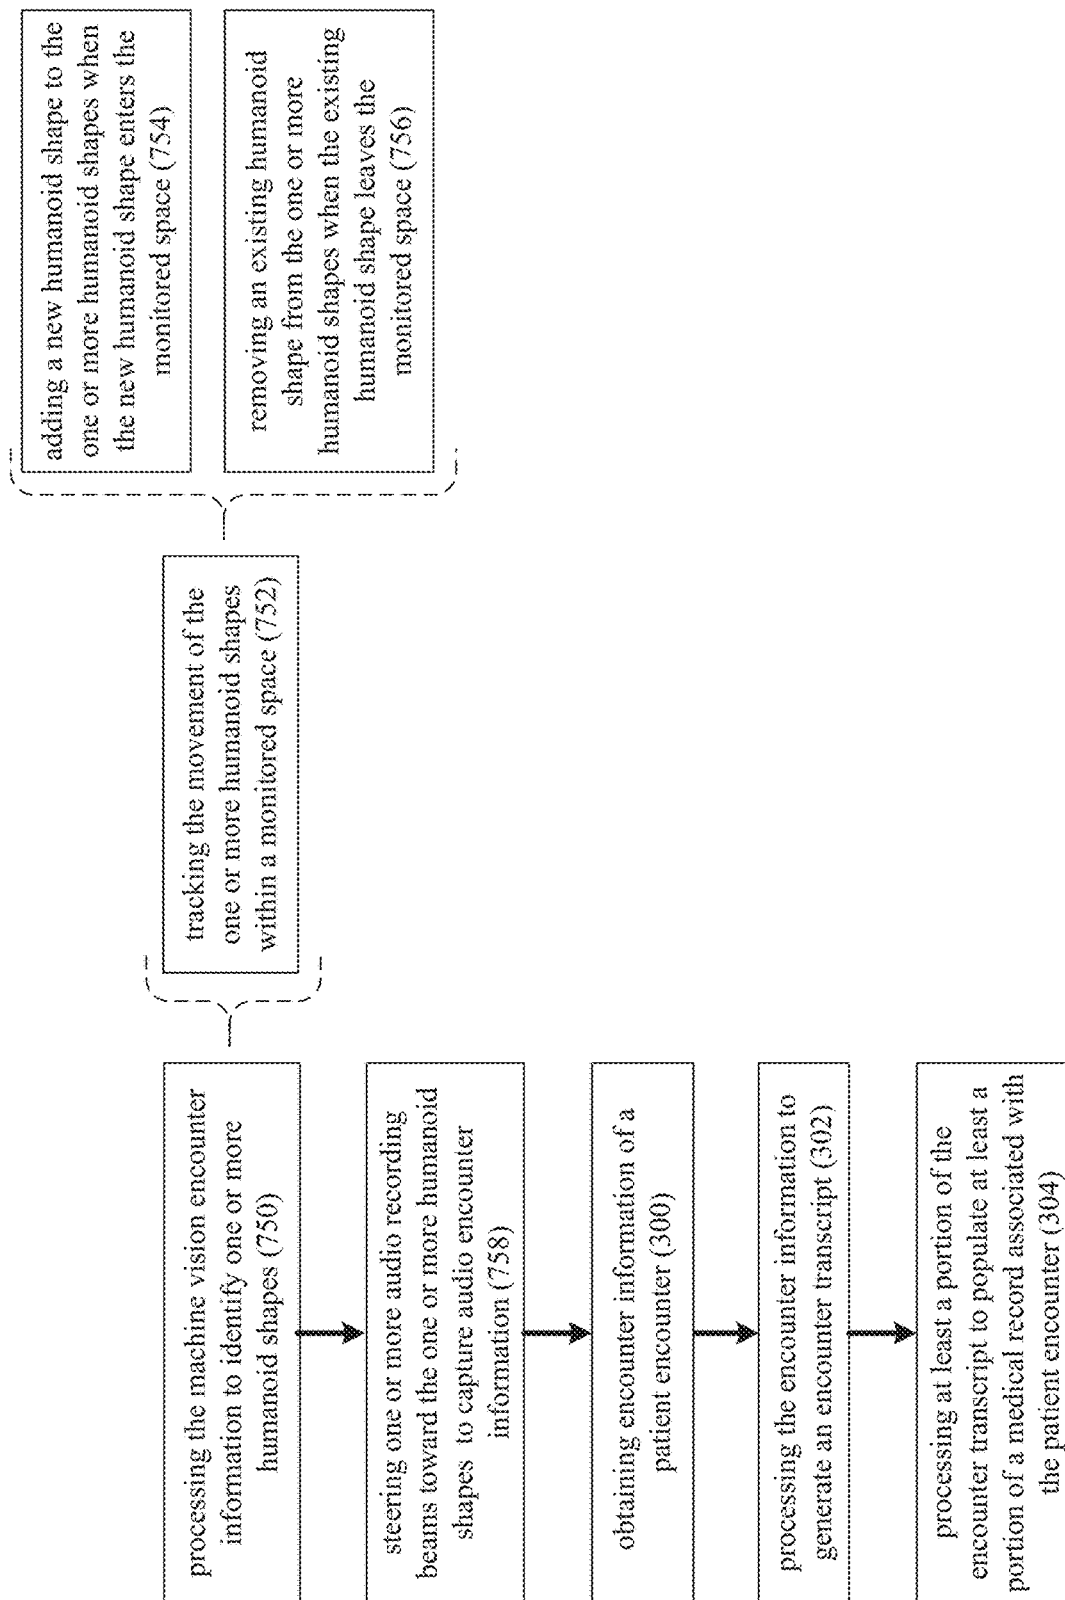 processing the machine vision encounter
information to identify one or more
humanoid shapes (750)
tracking the movement of the
one or more humanoid shapes
within a monitored space (752)
adding a new humanoid shape to the
one or more humanoid shapes when
the new humanoid shape enters the
monitored space (754)
removing an existing humanoid
shape from the one or more
humanoid shapes when the existing
humanoid shape leaves the
monitored space (756)
steering one or more audio recording
beams toward the one or more humanoid
shapes to capture audio encounter
information (758)
obtaining encounter information of a
patient encounter (300)
processing the encounter information to
generate an encounter transcript (302)
processing at least a portion of the
encounter transcript to populate at least a
portion of a medical record associated with
the patient encounter (304)